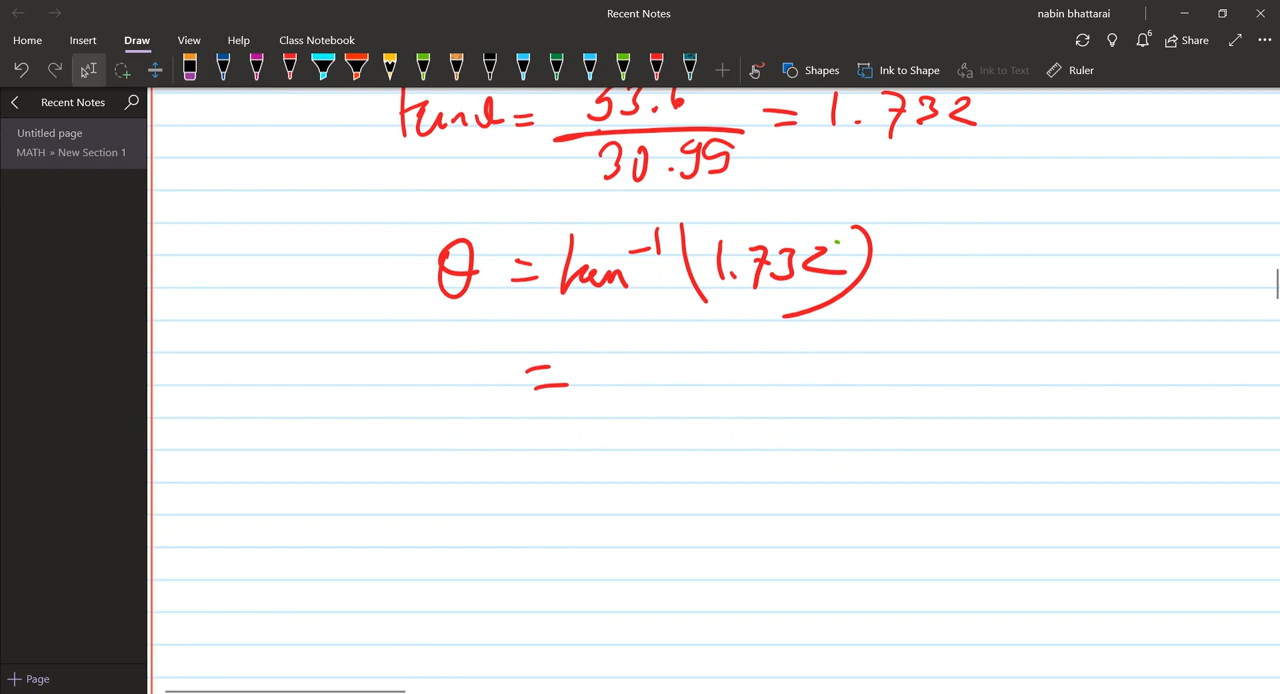 Recent Notes
nabin bhattarai
Home Insert Draw View Help Class Notebook
6
Share
Shapes Ink to Shape Ink to Text Ruler
Recent Notes
Untitled page
MATH » New Section 1
Page
= 53.6 / 30.95 = 1.732
θ = tan⁻¹(1.732)
=